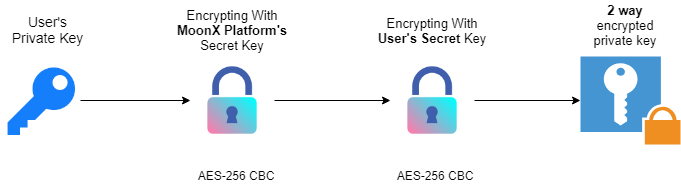 User's
Private Key
Encrypting With
MoonX Platform's
Secret Key
Encrypting With
User's Secret Key
2 way
encrypted
private key
AES-256 CBC
AES-256 CBC